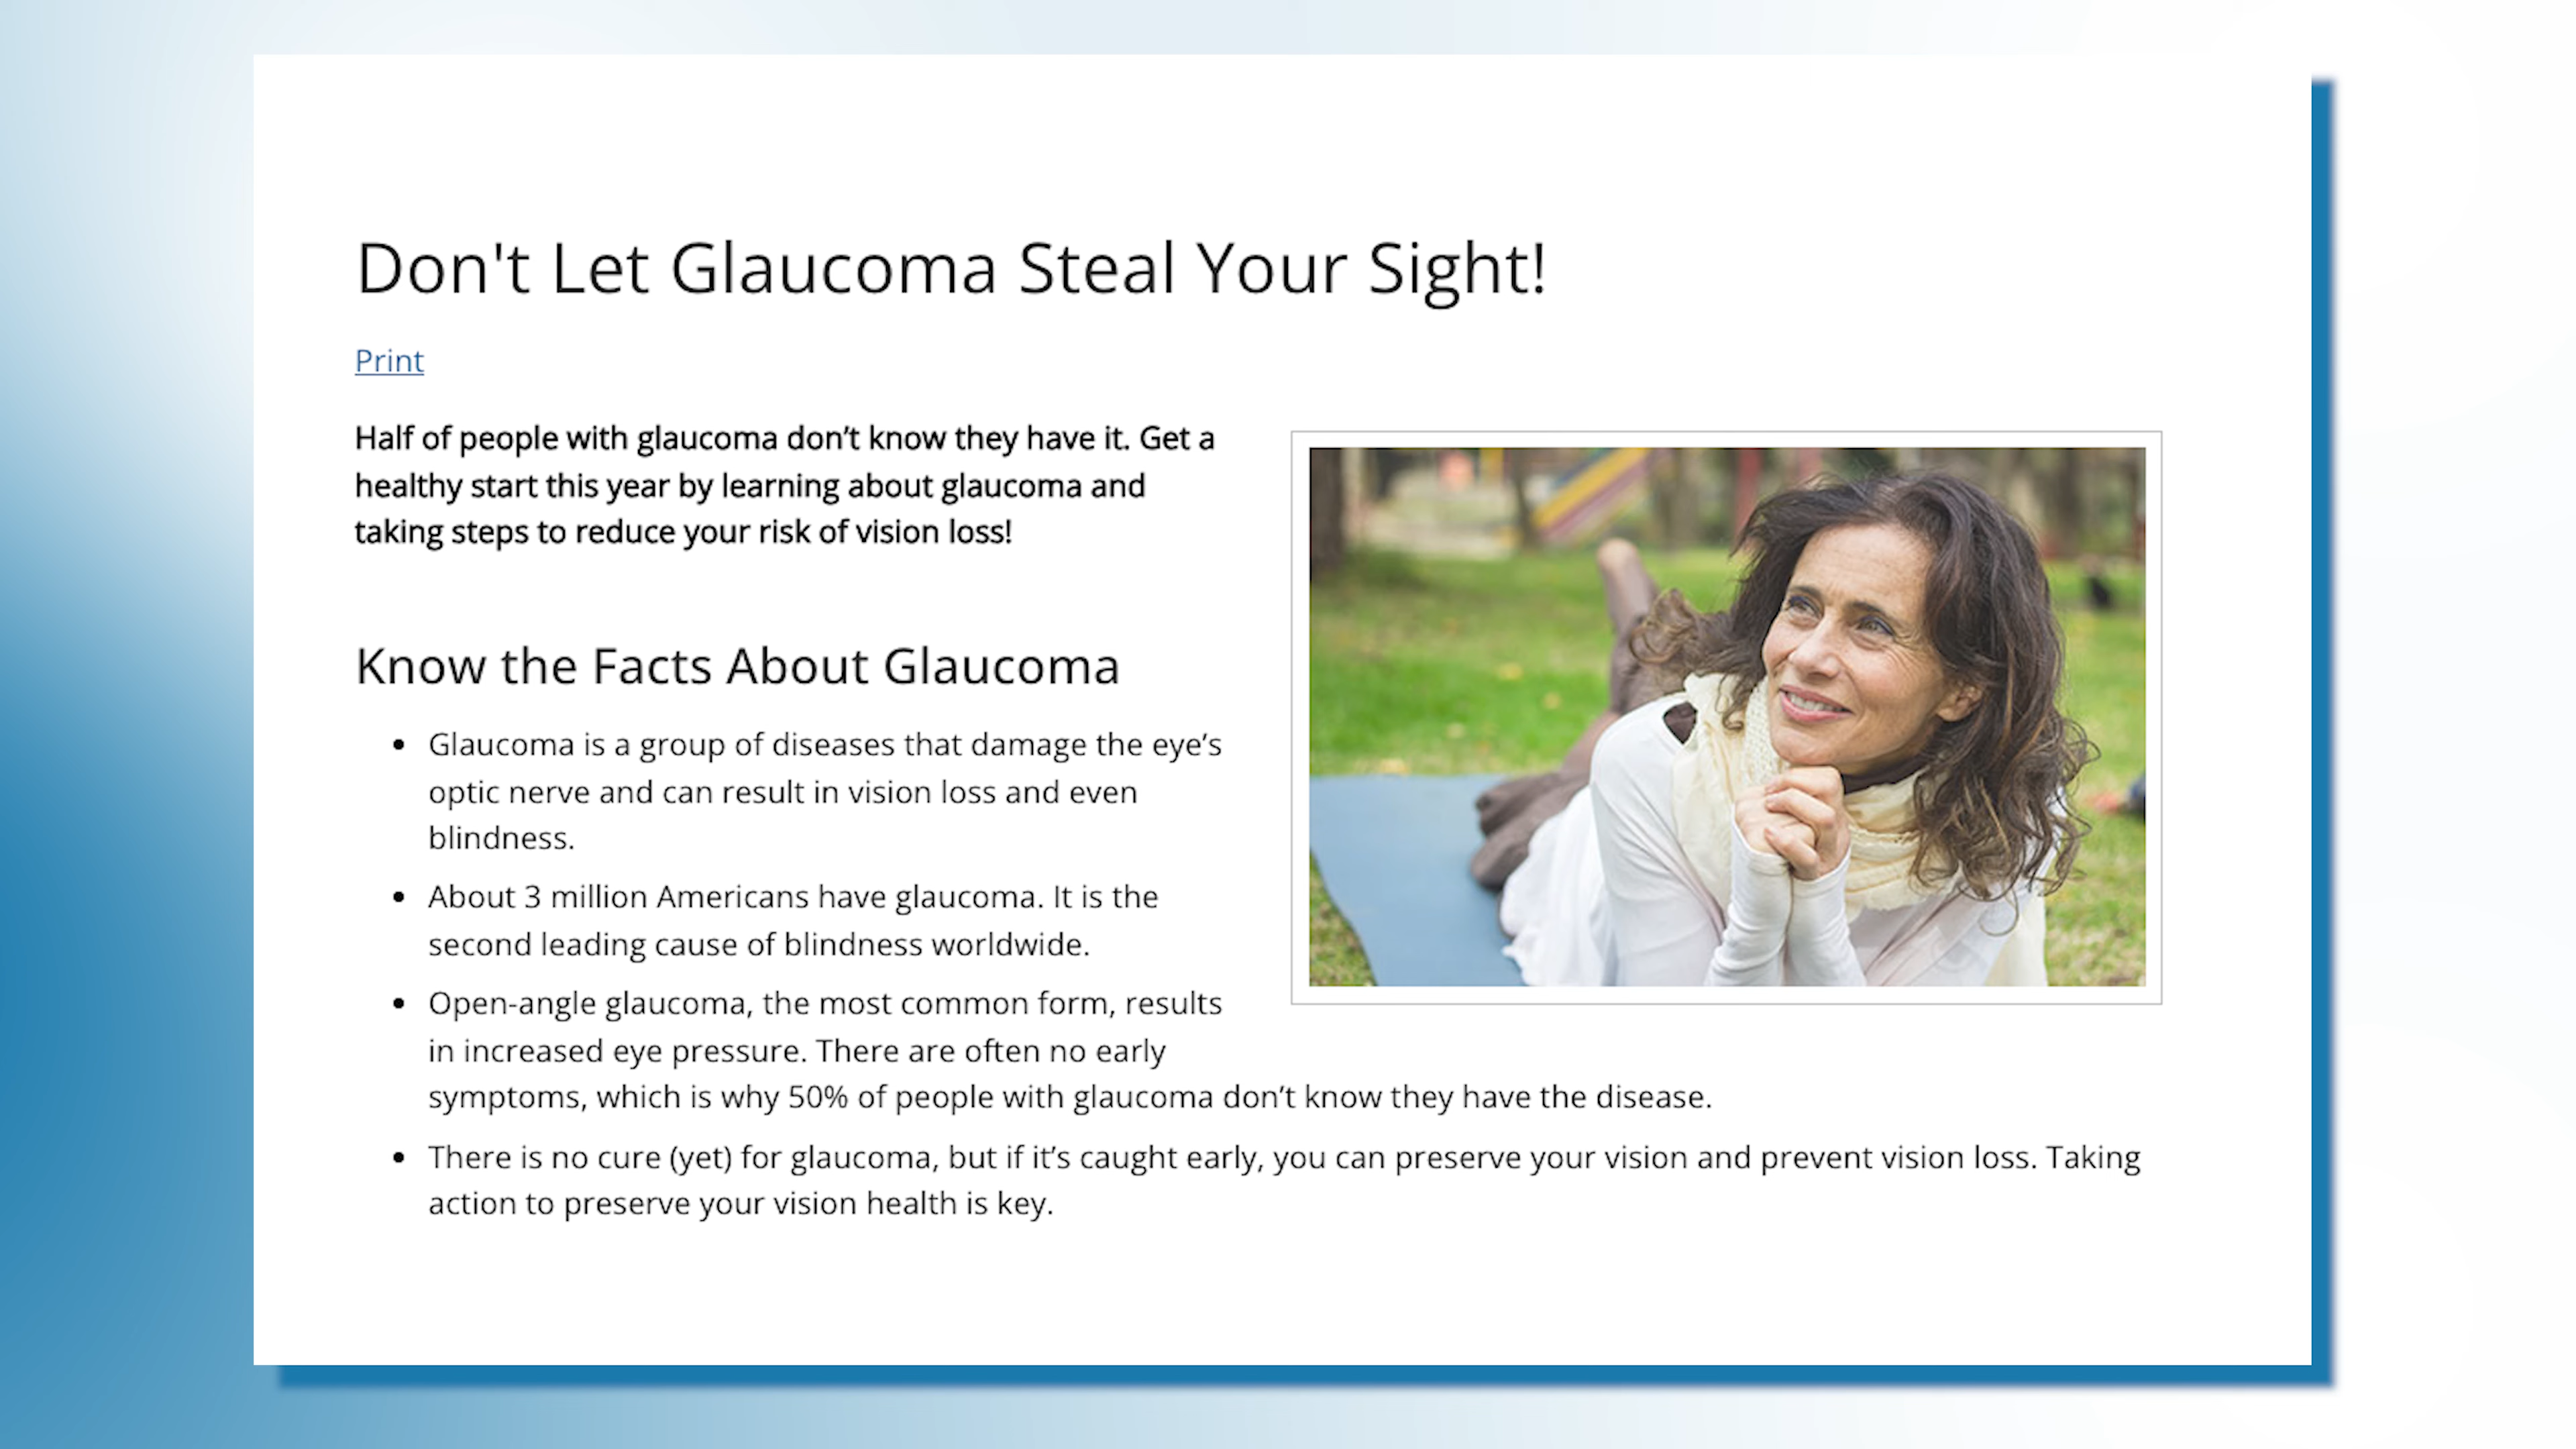 Don't Let Glaucoma Steal Your Sight!
Print
Half of people with glaucoma don’t know they have it. Get a
healthy start this year by learning about glaucoma and
taking steps to reduce your risk of vision loss!
Know the Facts About Glaucoma
• Glaucoma is a group of diseases that damage the eye’s
optic nerve and can result in vision loss and even
blindness.
• About 3 million Americans have glaucoma. It is the
second leading cause of blindness worldwide.
• Open-angle glaucoma, the most common form, results
in increased eye pressure. There are often no early
symptoms, which is why 50% of people with glaucoma don’t know they have the disease.
• There is no cure (yet) for glaucoma, but if it’s caught early, you can preserve your vision and prevent vision loss. Taking
action to preserve your vision health is key.